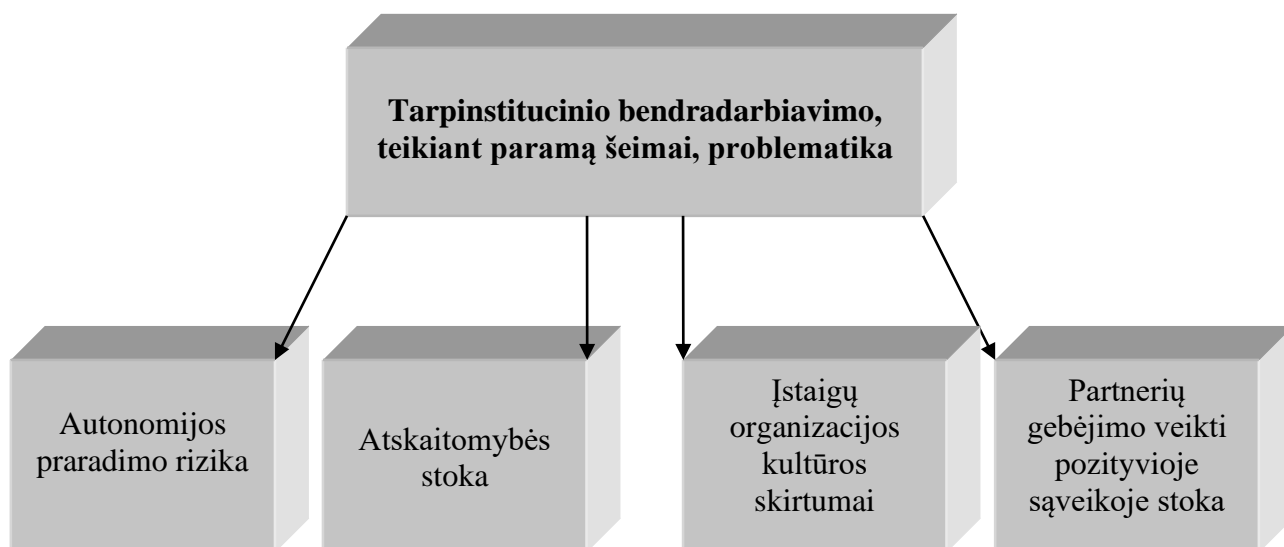 Tarpinstitucinio bendradarbiavimo,
teikiant paramą šeimai, problematika
Autonomijos
praradimo rizika
Atskaitomybės
stoka
Įstaigų
organizacijos
kultūros
skirtumai
Partnerių
gebėjimo veikti
pozityvioje
sąveikoje stoka